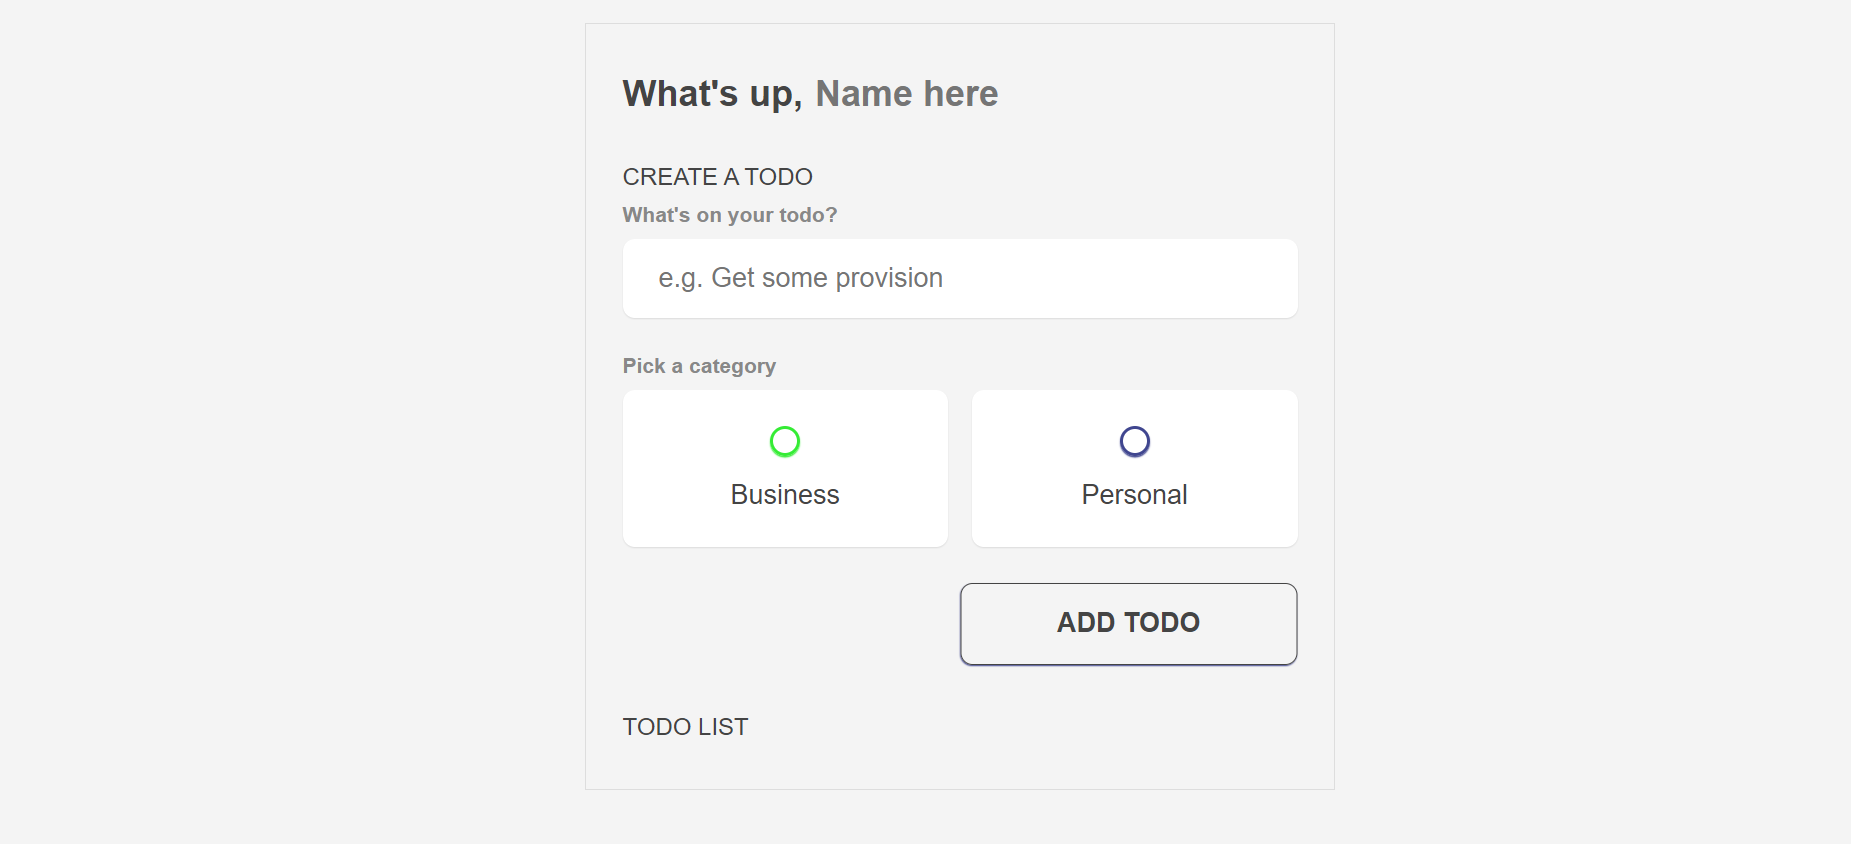 What's up, Name here
CREATE A TODO
What's on your todo?
e.g. Get some provision
Pick a category
Business
Personal
ADD TODO
TODO LIST